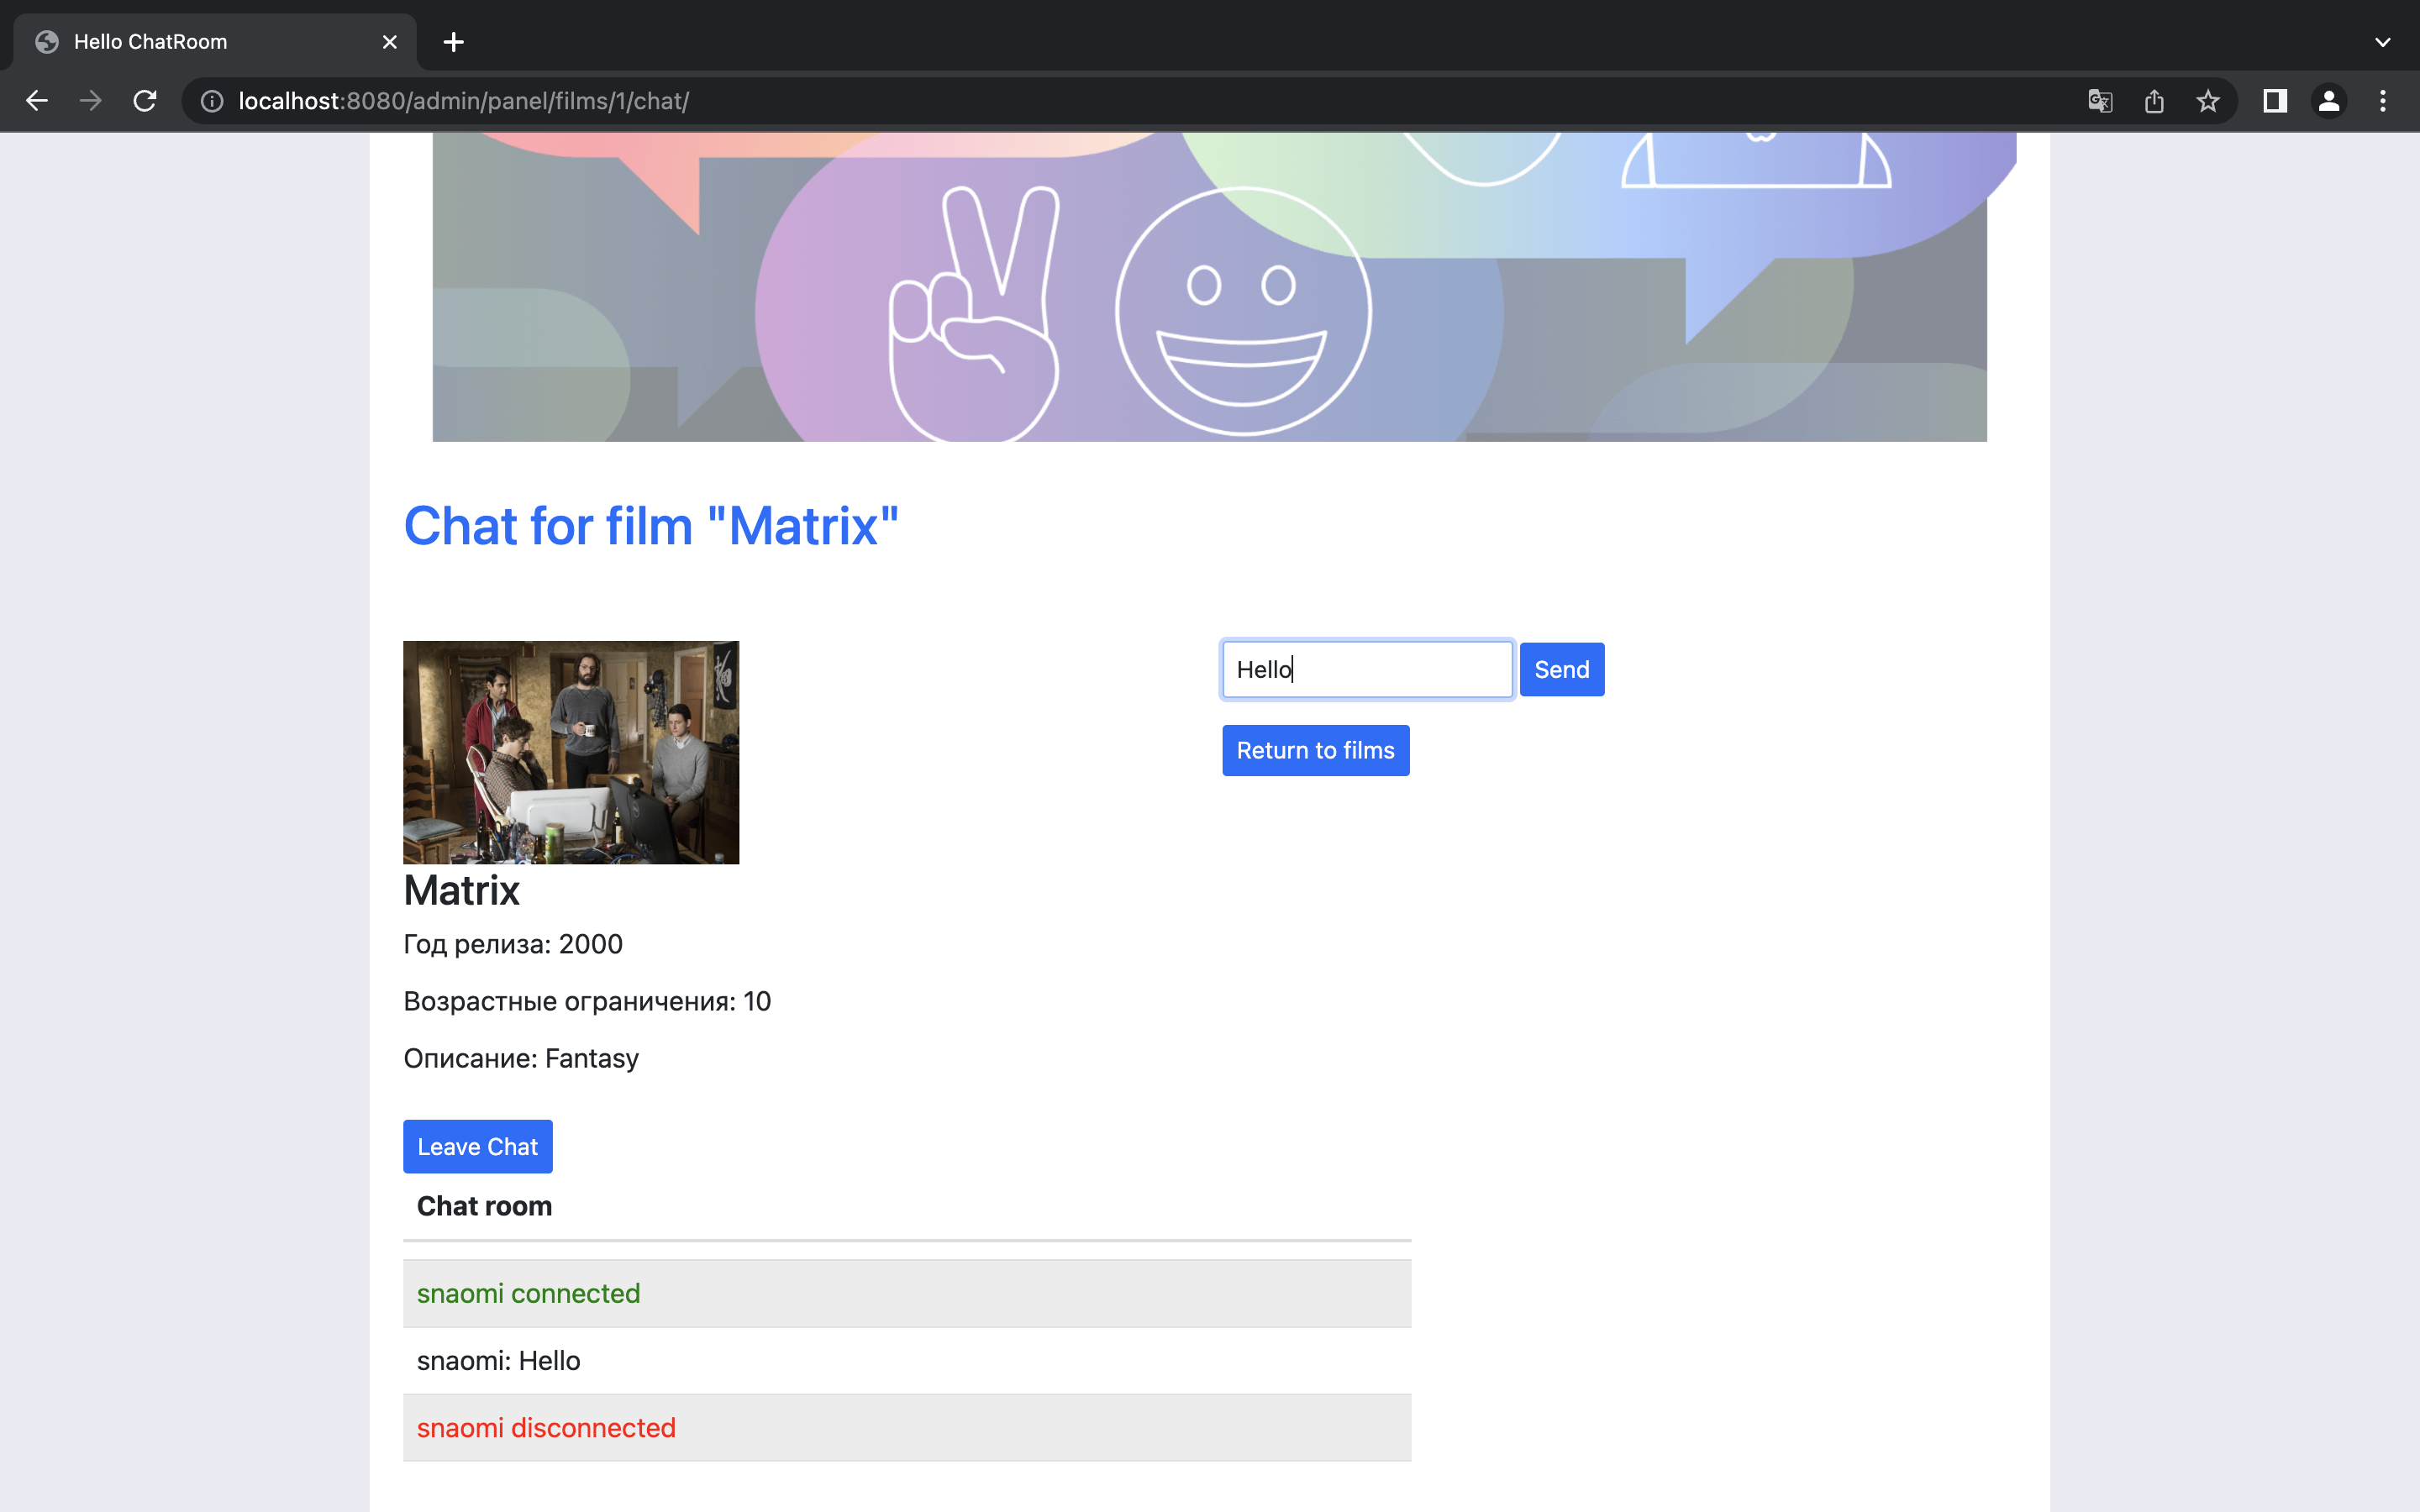 Hello ChatRoom
localhost:8080/admin/panel/films/1/chat/
Chat for film "Matrix"
Hello
Send
Return to films
Matrix
Год релиза: 2000
Возрастные ограничения: 10
Описание: Fantasy
Leave Chat
Chat room
snaomi connected
snaomi: Hello
snaomi disconnected